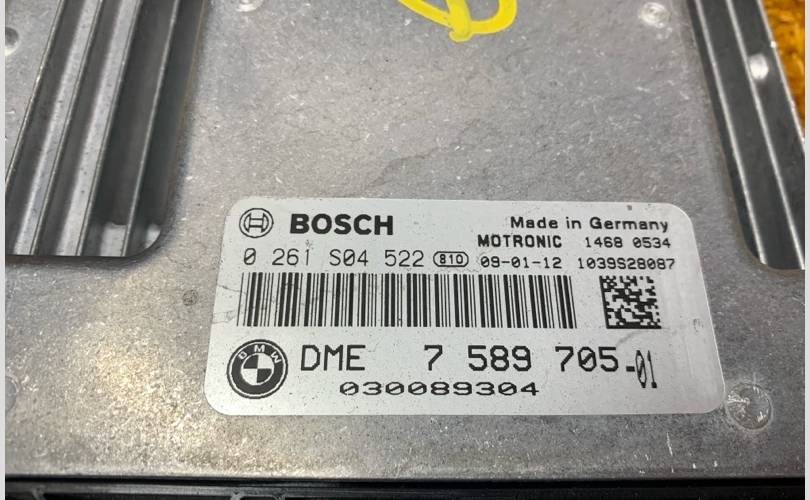 BOSCH
Made in Germany
MOTRONIC 1468 0534
0 261 S04 522 810 09-01-12 1039S28087
BMW
DME 7 589 705-01
030089304